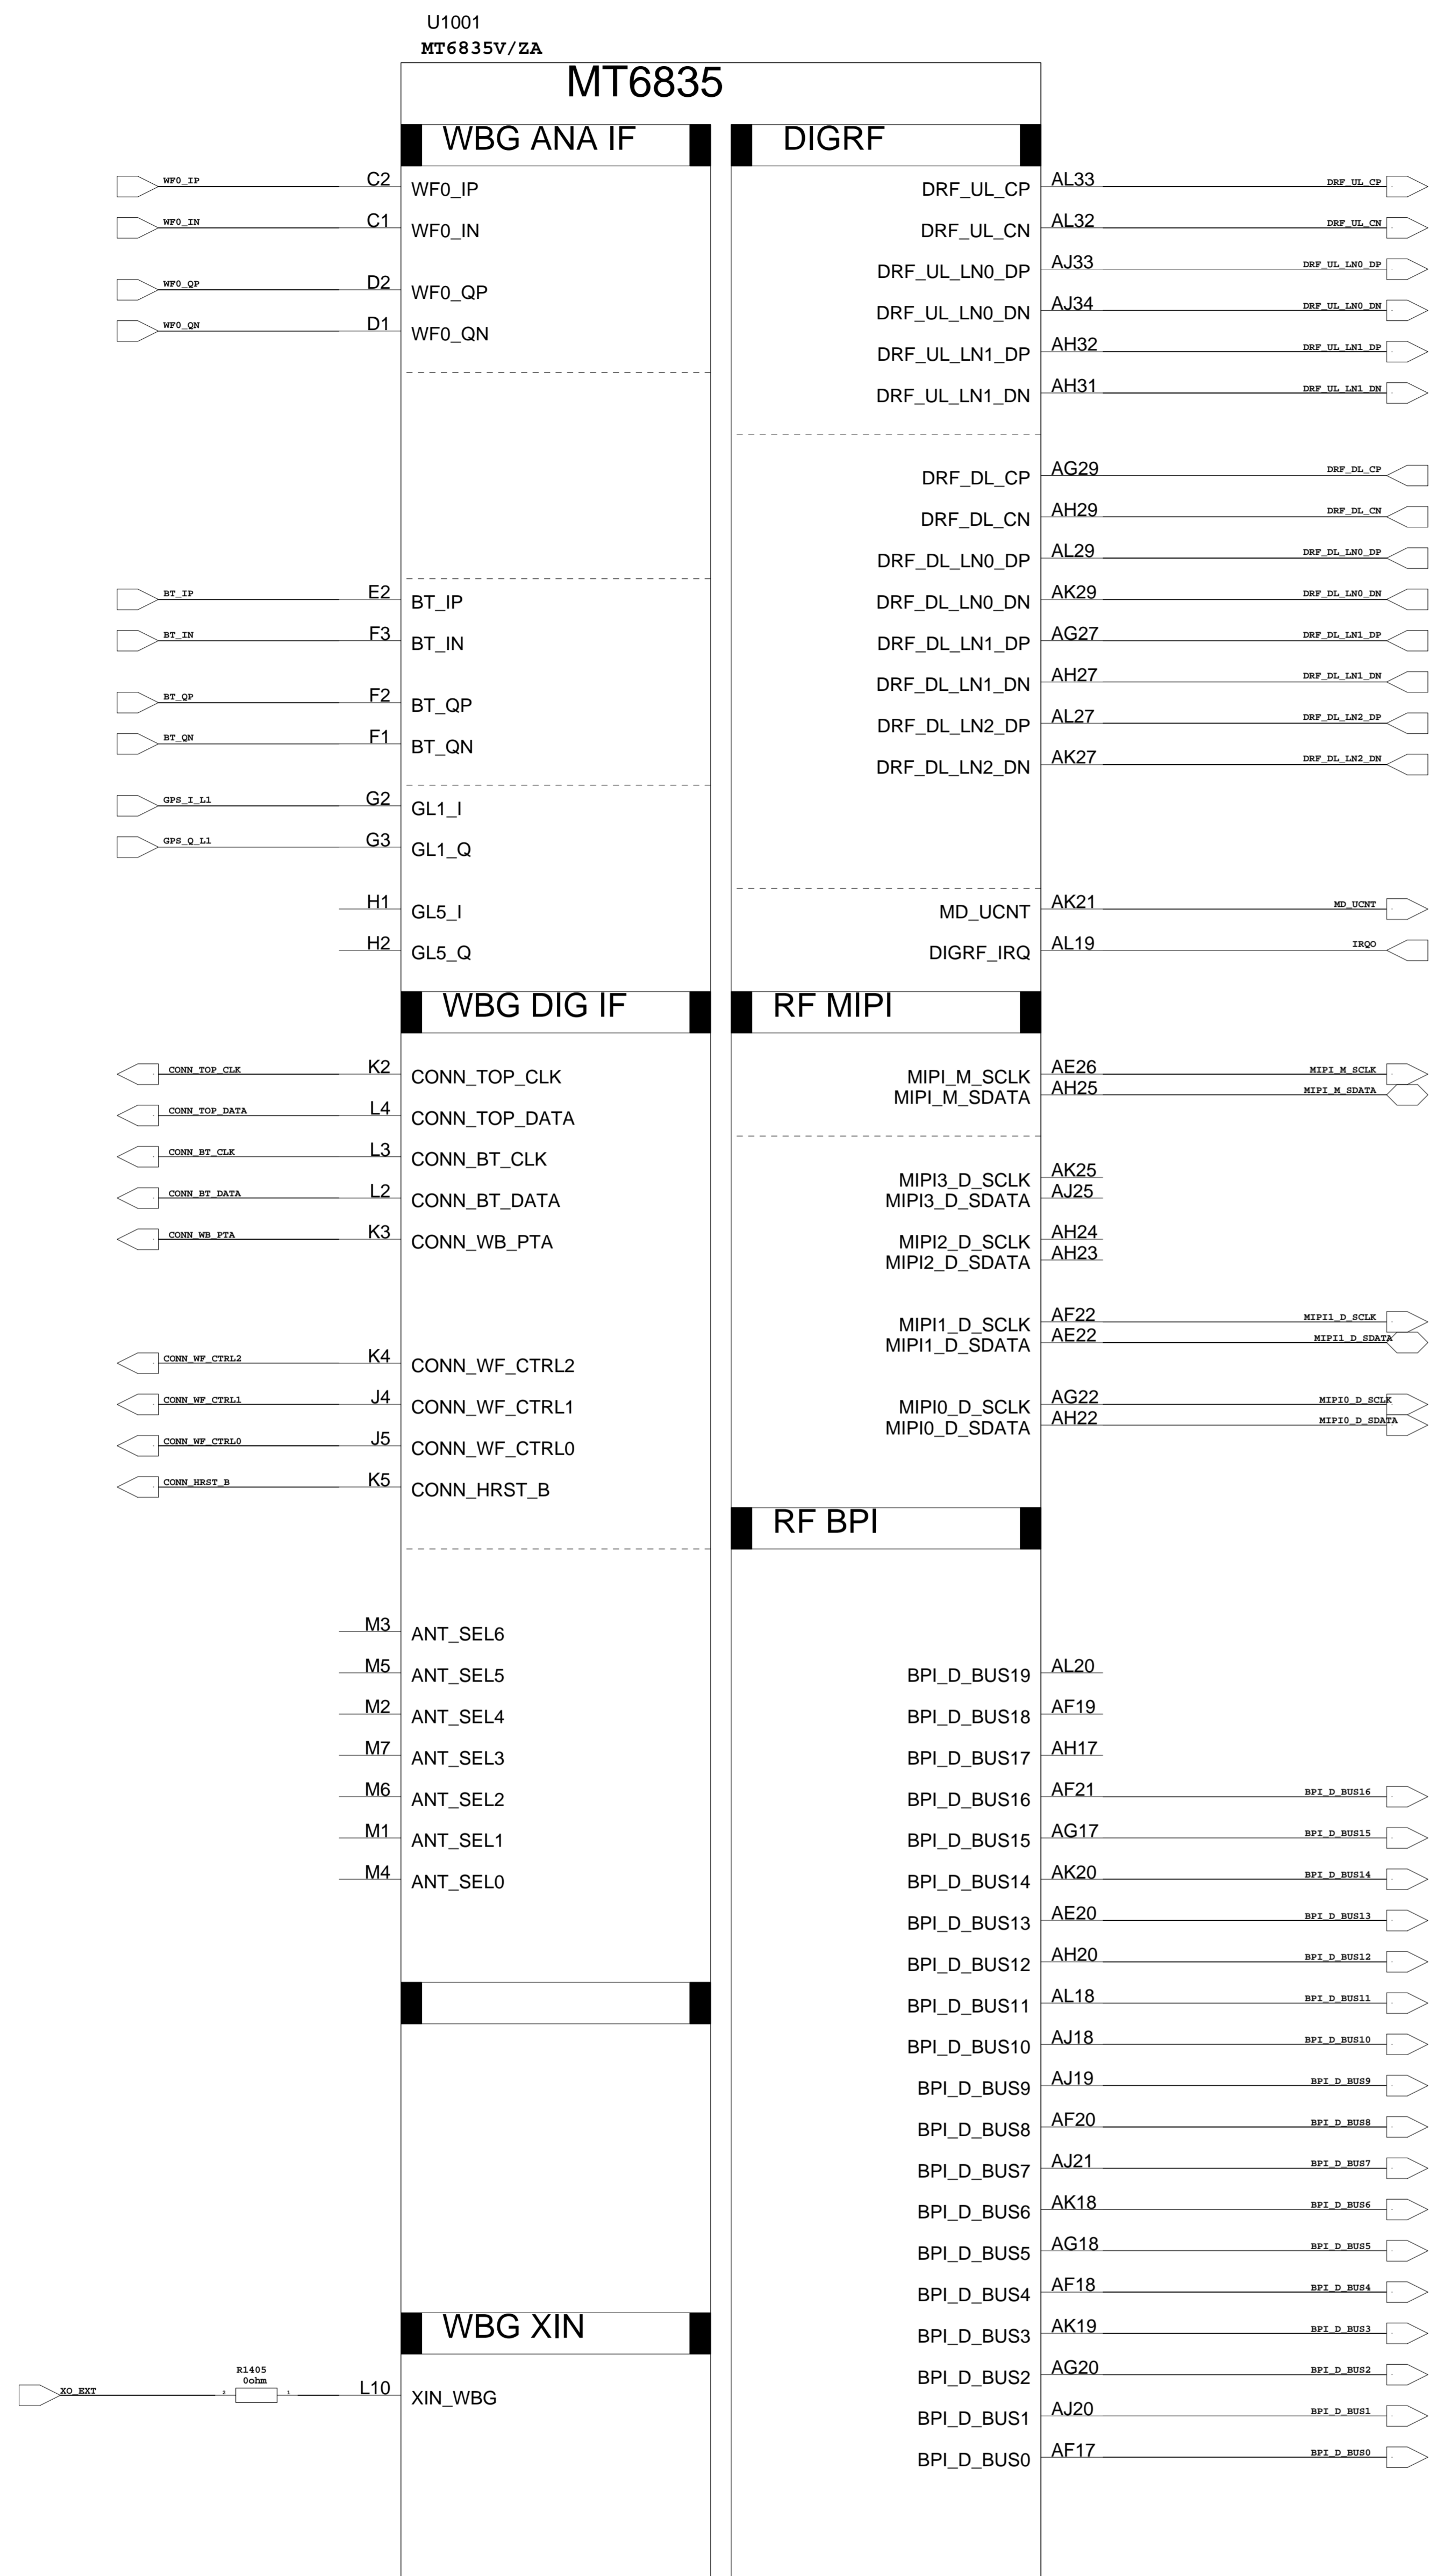 U1001
MT6835V/ZA
MT6835
WBG ANA IF
WF0_IP C2 WF0_IP
WF0_IN C1 WF0_IN
WF0_QP D2 WF0_QP
WF0_QN D1 WF0_QN
BT_IP E2 BT_IP
BT_IN F3 BT_IN
BT_QP F2 BT_QP
BT_QN F1 BT_QN
GPS_I_L1 G2 GL1_I
GPS_Q_L1 G3 GL1_Q
H1 GL5_I
H2 GL5_Q
WBG DIG IF
CONN_TOP_CLK K2 CONN_TOP_CLK
CONN_TOP_DATA L4 CONN_TOP_DATA
CONN_BT_CLK L3 CONN_BT_CLK
CONN_BT_DATA L2 CONN_BT_DATA
CONN_WB_PTA K3 CONN_WB_PTA
CONN_WF_CTRL2 K4 CONN_WF_CTRL2
CONN_WF_CTRL1 J4 CONN_WF_CTRL1
CONN_WF_CTRL0 J5 CONN_WF_CTRL0
CONN_HRST_B K5 CONN_HRST_B
M3 ANT_SEL6
M5 ANT_SEL5
M2 ANT_SEL4
M7 ANT_SEL3
M6 ANT_SEL2
M1 ANT_SEL1
M4 ANT_SEL0
WBG XIN
R1405
0ohm
XO_EXT 2 1 L10 XIN_WBG
DIGRF
DRF_UL_CP AL33 DRF_UL_CP
DRF_UL_CN AL32 DRF_UL_CN
DRF_UL_LN0_DP AJ33 DRF_UL_LN0_DP
DRF_UL_LN0_DN AJ34 DRF_UL_LN0_DN
DRF_UL_LN1_DP AH32 DRF_UL_LN1_DP
DRF_UL_LN1_DN AH31 DRF_UL_LN1_DN
DRF_DL_CP AG29 DRF_DL_CP
DRF_DL_CN AH29 DRF_DL_CN
DRF_DL_LN0_DP AL29 DRF_DL_LN0_DP
DRF_DL_LN0_DN AK29 DRF_DL_LN0_DN
DRF_DL_LN1_DP AG27 DRF_DL_LN1_DP
DRF_DL_LN1_DN AH27 DRF_DL_LN1_DN
DRF_DL_LN2_DP AL27 DRF_DL_LN2_DP
DRF_DL_LN2_DN AK27 DRF_DL_LN2_DN
MD_UCNT AK21 MD_UCNT
DIGRF_IRQ AL19 IRQO
RF MIPI
MIPI_M_SCLK AE26 MIPI_M_SCLK
MIPI_M_SDATA AH25 MIPI_M_SDATA
MIPI3_D_SCLK AK25
MIPI3_D_SDATA AJ25
MIPI2_D_SCLK AH24
MIPI2_D_SDATA AH23
MIPI1_D_SCLK AF22 MIPI1_D_SCLK
MIPI1_D_SDATA AE22 MIPI1_D_SDATA
MIPI0_D_SCLK AG22 MIPI0_D_SCLK
MIPI0_D_SDATA AH22 MIPI0_D_SDATA
RF BPI
BPI_D_BUS19 AL20
BPI_D_BUS18 AF19
BPI_D_BUS17 AH17
BPI_D_BUS16 AF21 BPI_D_BUS16
BPI_D_BUS15 AG17 BPI_D_BUS15
BPI_D_BUS14 AK20 BPI_D_BUS14
BPI_D_BUS13 AE20 BPI_D_BUS13
BPI_D_BUS12 AH20 BPI_D_BUS12
BPI_D_BUS11 AL18 BPI_D_BUS11
BPI_D_BUS10 AJ18 BPI_D_BUS10
BPI_D_BUS9 AJ19 BPI_D_BUS9
BPI_D_BUS8 AF20 BPI_D_BUS8
BPI_D_BUS7 AJ21 BPI_D_BUS7
BPI_D_BUS6 AK18 BPI_D_BUS6
BPI_D_BUS5 AG18 BPI_D_BUS5
BPI_D_BUS4 AF18 BPI_D_BUS4
BPI_D_BUS3 AK19 BPI_D_BUS3
BPI_D_BUS2 AG20 BPI_D_BUS2
BPI_D_BUS1 AJ20 BPI_D_BUS1
BPI_D_BUS0 AF17 BPI_D_BUS0